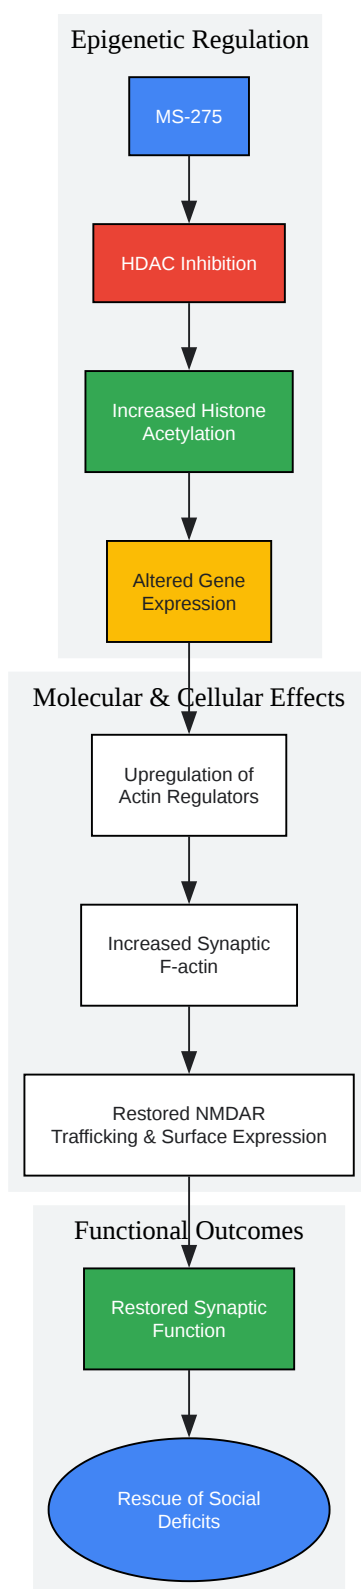 Epigenetic Regulation
MS-275
HDAC Inhibition
Increased Histone
Acetylation
Altered Gene
Expression
Molecular & Cellular Effects
Upregulation of
Actin Regulators
Increased Synaptic
F-actin
Restored NMDAR
Trafficking & Surface Expression
Functional Outcomes
Restored Synaptic
Function
Rescue of Social
Deficits